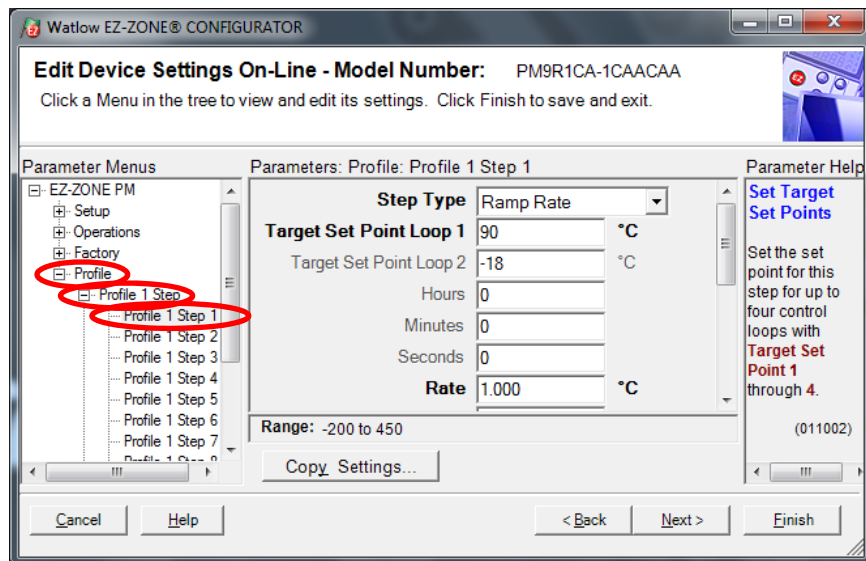 Watlow EZ-ZONE® CONFIGURATOR
Edit Device Settings On-Line - Model Number: PM9R1CA-1CAACAA
Click a Menu in the tree to view and edit its settings. Click Finish to save and exit.
Parameter Menus
EZ-ZONE PM
Setup
Operations
Factory
Profile
Profile 1 Step
Profile 1 Step 1
Profile 1 Step 2
Profile 1 Step 3
Profile 1 Step 4
Profile 1 Step 5
Profile 1 Step 6
Profile 1 Step 7
Profile 1 Step 8
Parameters: Profile: Profile 1 Step 1
Step Type Ramp Rate
Target Set Point Loop 1 90 °C
Target Set Point Loop 2 -18 °C
Hours 0
Minutes 0
Seconds 0
Rate 1.000 °C
Range: -200 to 450
Copy Settings...
Parameter Help
Set Target
Set Points
Set the set
point for this
step for up to
four control
loops with
Target Set
Point 1
through 4.
(011002)
Cancel
Help
< Back
Next >
Finish